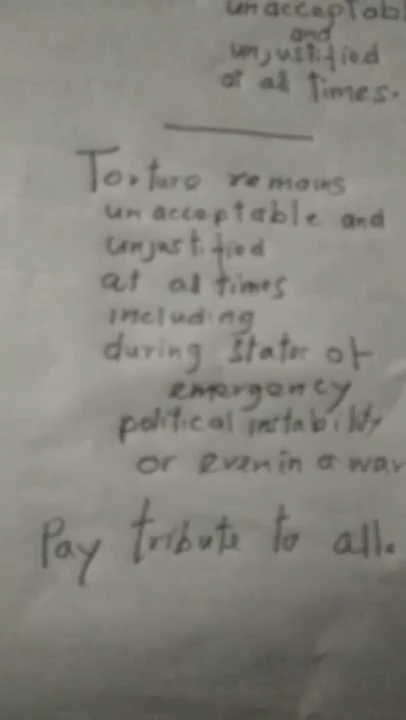 unacceptabl
and
unjustified
at all times.
Torture remains
unacceptable and
unjustified
at all times
including
during state of
emergency
political instability
or even in a war
Pay tribute to all.